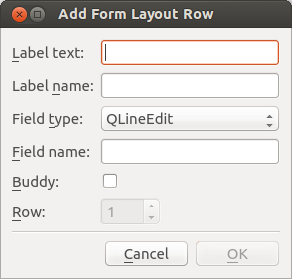 Add Form Layout Row
Label text:
Label name:
Field type: QLineEdit
Field name:
Buddy:
Row: 1
Cancel OK